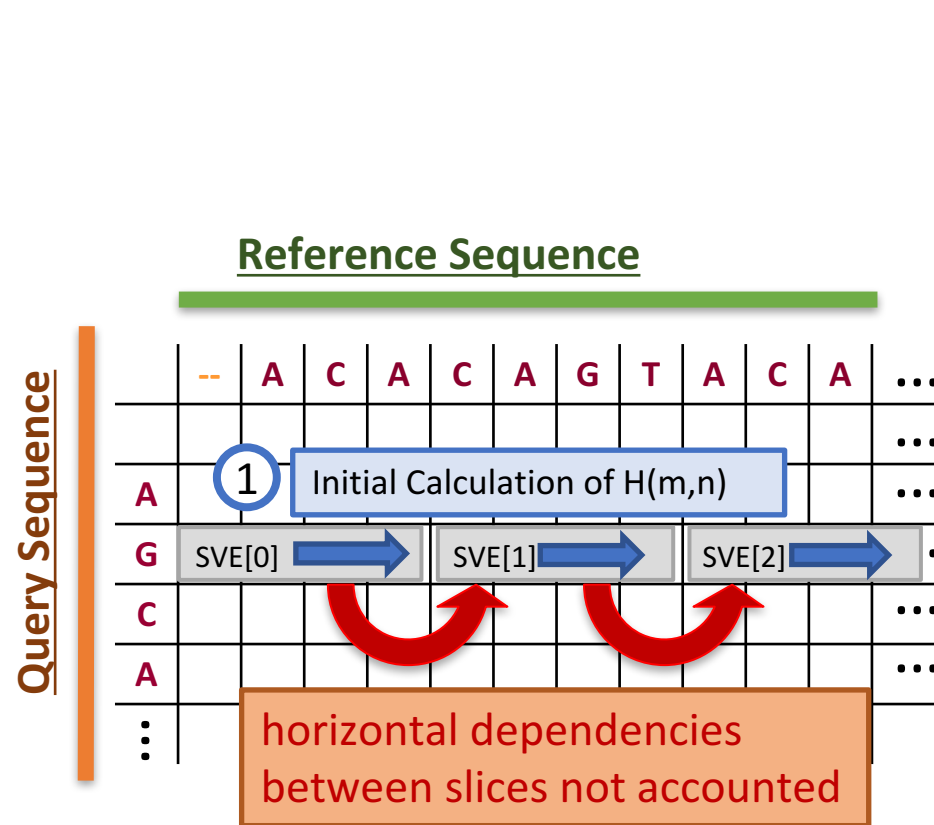 Reference Sequence
Query Sequence
-- A C A C A G T A C A ...
...
1 Initial Calculation of H(m,n)
A ...
G SVE[0] SVE[1] SVE[2]
C ...
A ...
...
horizontal dependencies
between slices not accounted